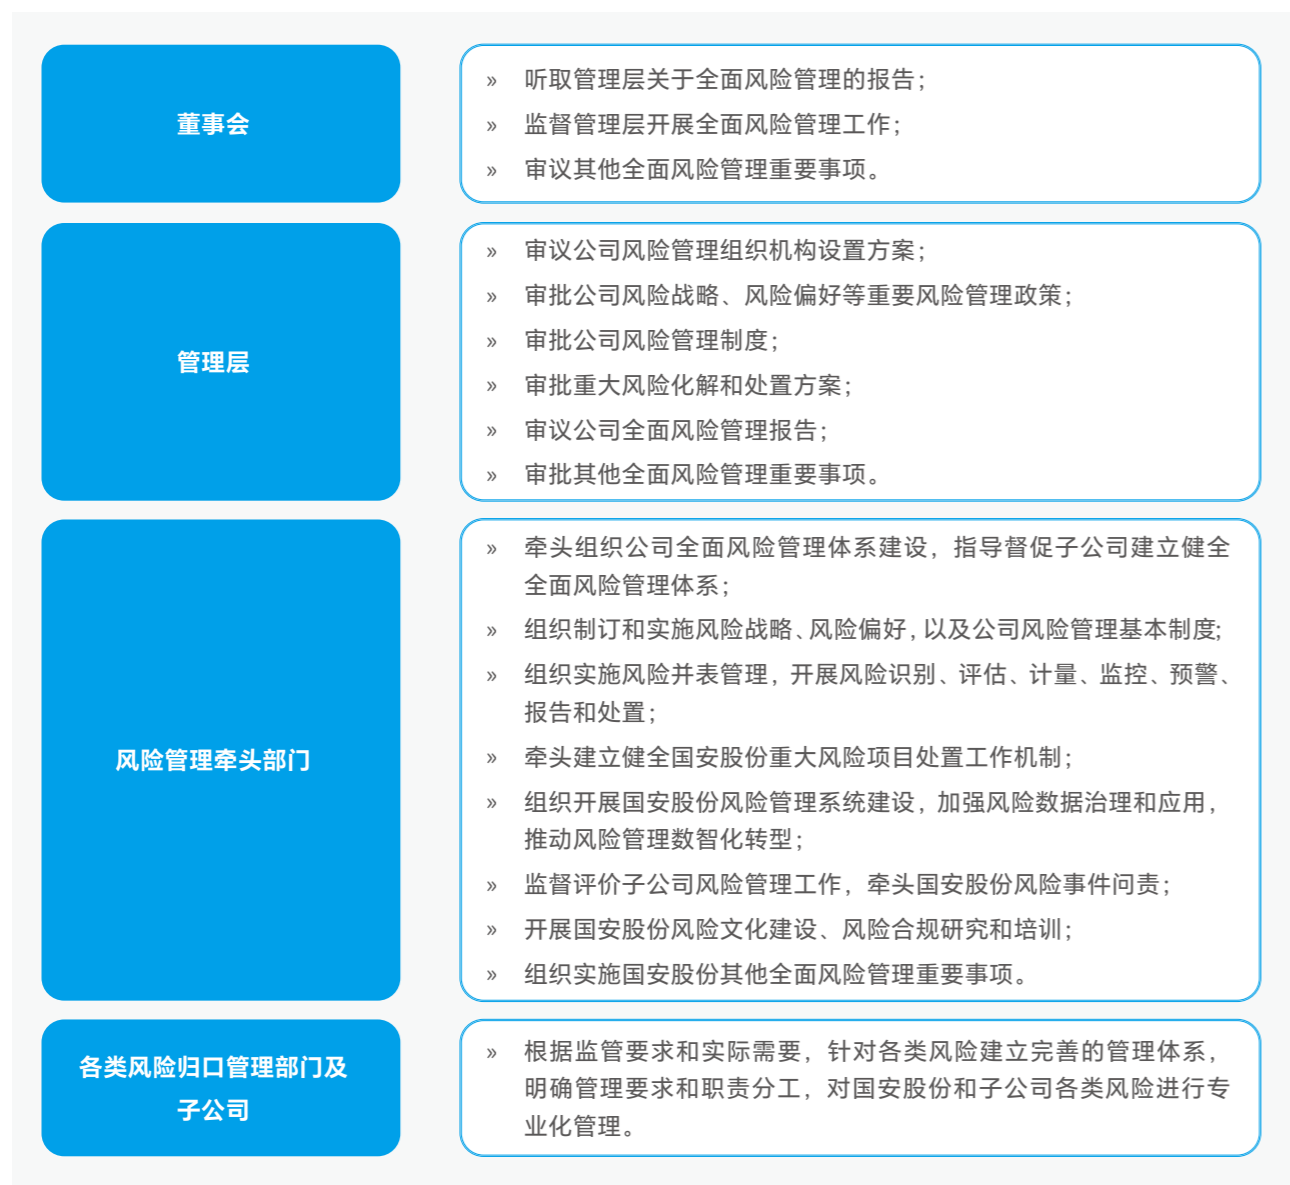 董事会
» 听取管理层关于全面风险管理的报告；
» 监督管理层开展全面风险管理工作；
» 审议其他全面风险管理重要事项。
管理层
» 审议公司风险管理组织机构设置方案；
» 审批公司风险战略、风险偏好等重要风险管理政策；
» 审批公司风险管理制度；
» 审批重大风险化解和处置方案；
» 审议公司全面风险管理报告；
» 审批其他全面风险管理重要事项。
风险管理牵头部门
» 牵头组织公司全面风险管理体系建设，指导督促子公司建立健全
全面风险管理体系；
» 组织制订和实施风险战略、风险偏好，以及公司风险管理基本制度；
» 组织实施风险并表管理，开展风险识别、评估、计量、监控、预警、
报告和处置；
» 牵头建立健全国安股份重大风险项目处置工作机制；
» 组织开展国安股份风险管理系统建设，加强风险数据治理和应用，
推动风险管理数智化转型；
» 监督评价子公司风险管理工作，牵头国安股份风险事件问责；
» 开展国安股份风险文化建设、风险合规研究和培训；
» 组织实施国安股份其他全面风险管理重要事项。
各类风险归口管理部门及
子公司
» 根据监管要求和实际需要，针对各类风险建立完善的管理体系，
明确管理要求和职责分工，对国安股份和子公司各类风险进行专
业化管理。